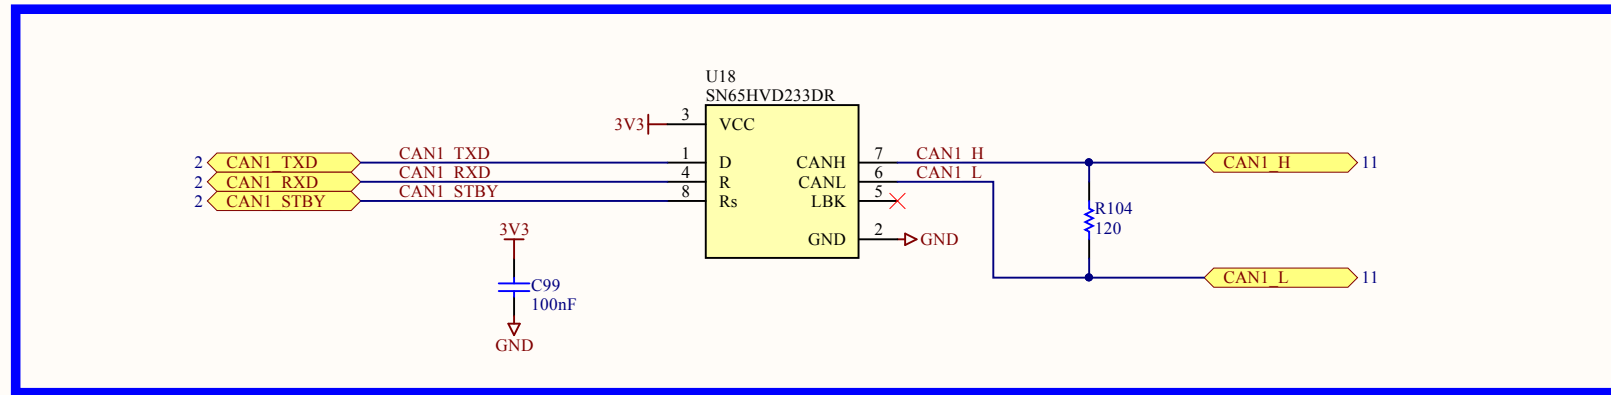 U18
SN65HVD233DR
3V3
3
VCC
2
CAN1_TXD
CAN1_TXD
1
D
CANH
7
CAN1_H
CAN1_H
11
2
CAN1_RXD
CAN1_RXD
4
R
CANL
6
CAN1_L
2
CAN1_STBY
CAN1_STBY
8
Rs
LBK
5
R104
120
3V3
GND
2
GND
C99
100nF
CAN1_L
11
GND